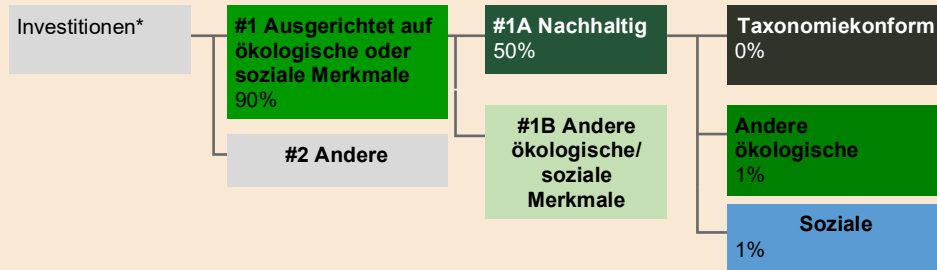 Investitionen*
#1 Ausgerichtet auf
ökologische oder
soziale Merkmale
90%
#2 Andere
#1A Nachhaltig
50%
#1B Andere
ökologische/
soziale
Merkmale
Taxonomiekonform
0%
Andere
ökologische
1%
Soziale
1%